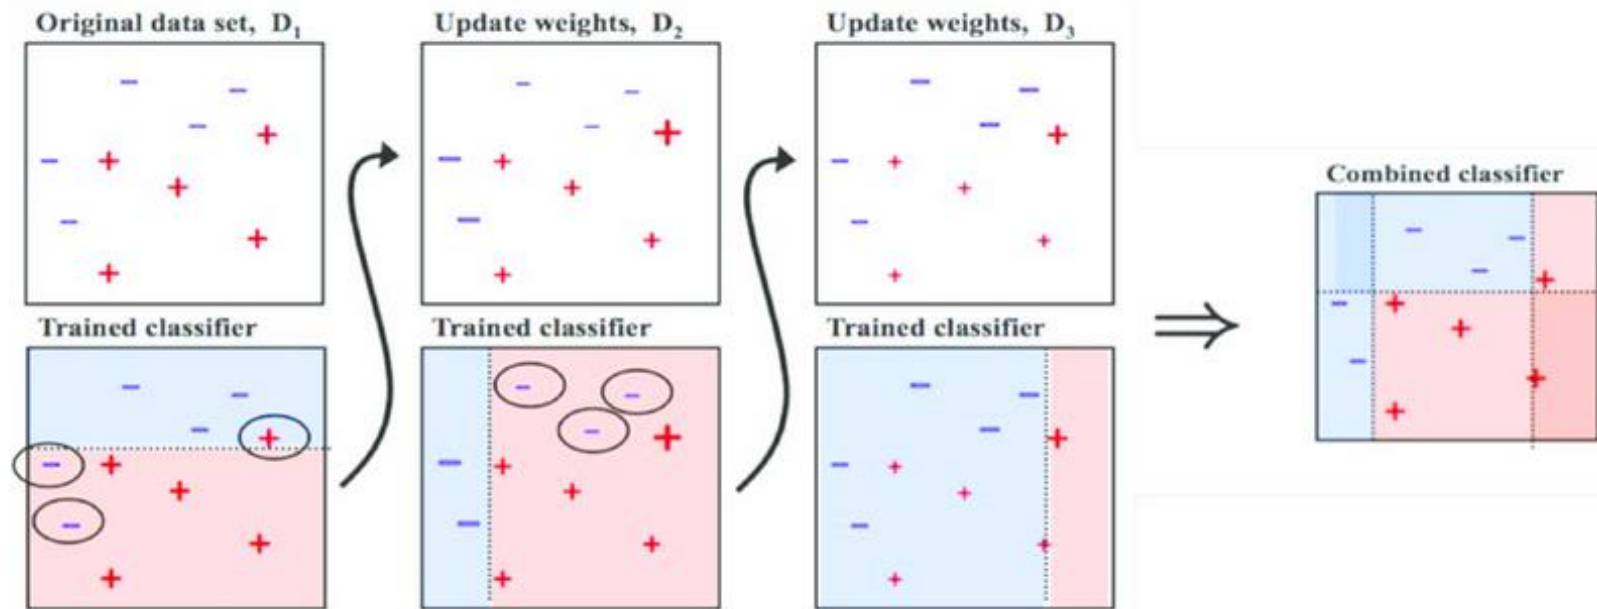 Original data set, D₁
Update weights, D₂
Update weights, D₃
Combined classifier
Trained classifier
Trained classifier
Trained classifier